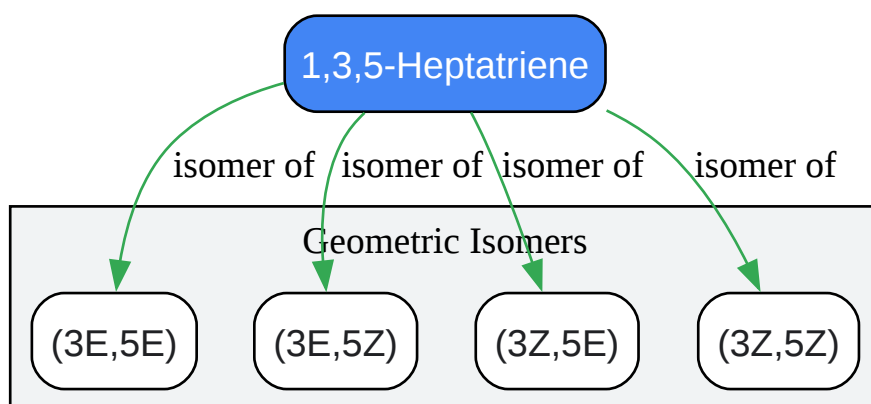 1,3,5-Heptatriene
isomer of isomer of isomer of isomer of
Geometric Isomers
(3E,5E) (3E,5Z) (3Z,5E) (3Z,5Z)